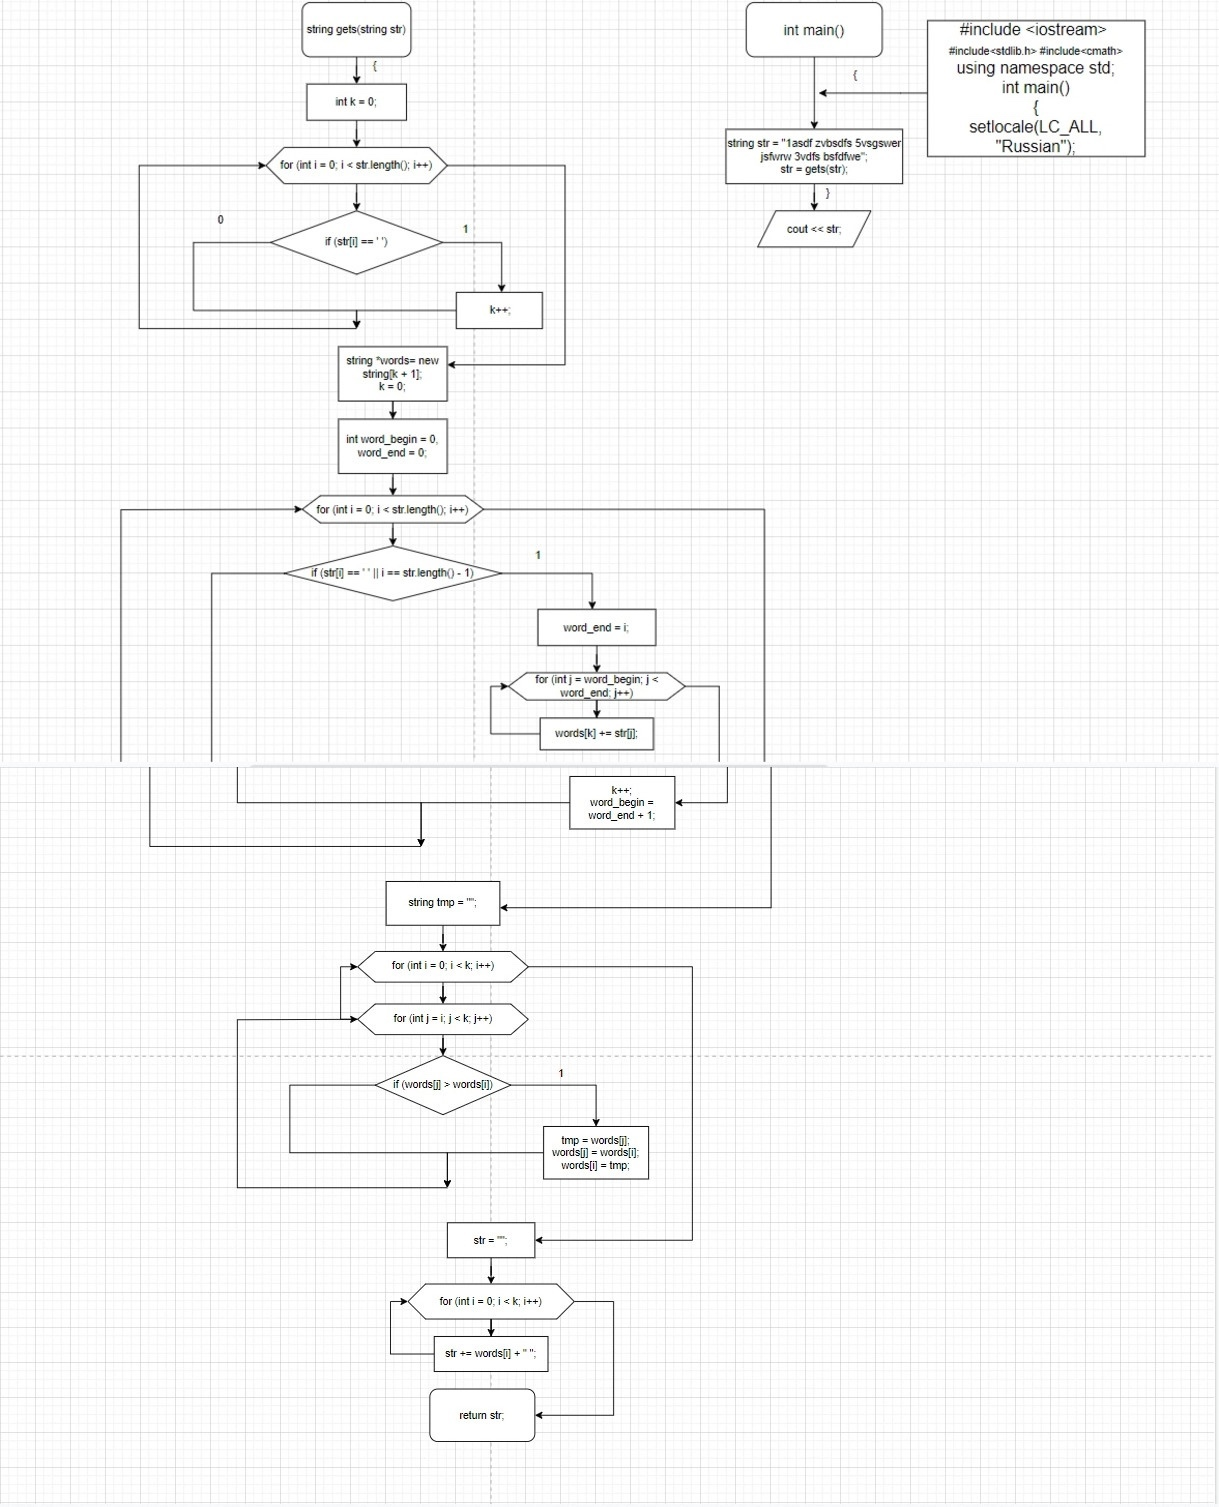 string gets(string str)
{
int k = 0;
for (int i = 0; i < str.length(); i++)
0
if (str[i] == ' ')
1
k++;
string *words= new
string[k + 1];
k = 0;
int word_begin = 0,
word_end = 0;
for (int i = 0; i < str.length(); i++)
1
if (str[i] == ' ' || i == str.length() - 1)
word_end = i;
for (int j = word_begin; j <
word_end; j++)
words[k] += str[j];
k++;
word_begin =
word_end + 1;
string tmp = "";
for (int i = 0; i < k; i++)
for (int j = i; j < k; j++)
1
if (words[j] > words[i])
tmp = words[j];
words[j] = words[i];
words[i] = tmp;
str = "";
for (int i = 0; i < k; i++)
str += words[i] + " ";
return str;
int main()
{
string str = "1asdf zvbsdfs 5vsgswer
jsfwrw 3vdfs bsfdfwe";
str = gets(str);
}
cout << str;
#include <iostream>
#include<stdlib.h> #include<cmath>
using namespace std;
int main()
{
setlocale(LC_ALL,
"Russian");